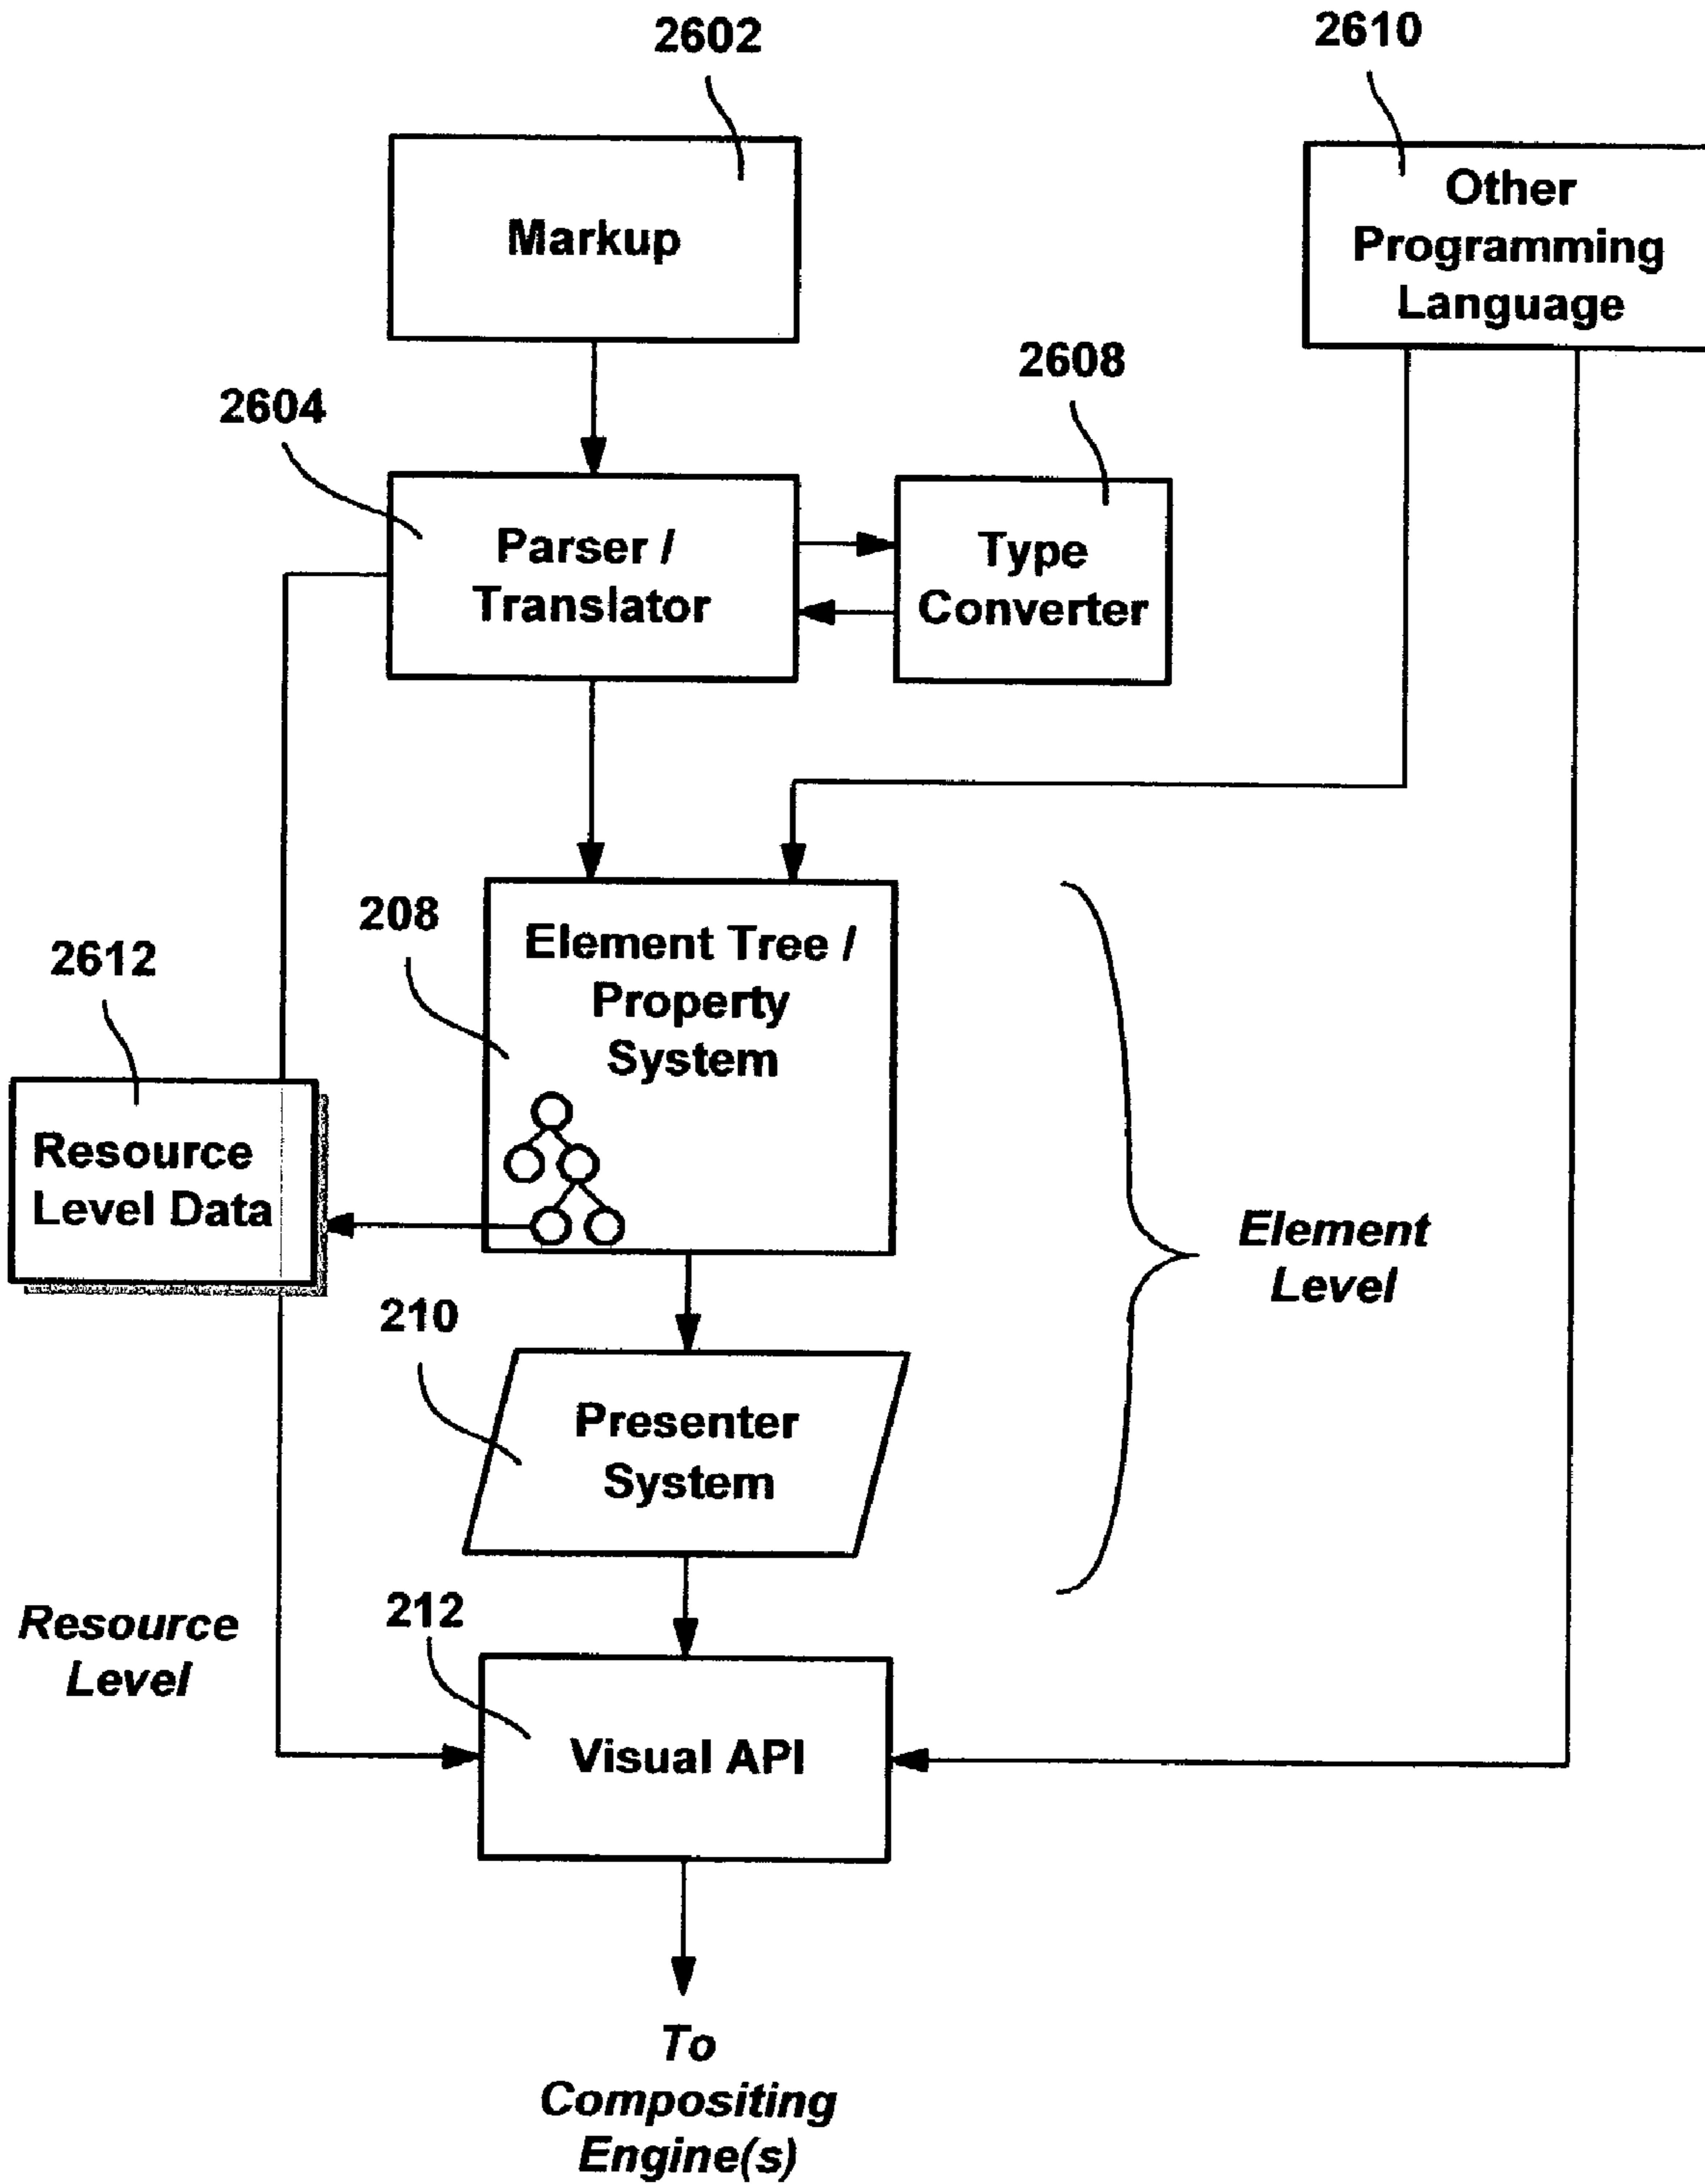 2602
2610
Markup
Other
Programming
Language
2604
2608
Parser /
Translator
Type
Converter
208
2612
Element Tree /
Property
System
Resource
Level Data
Element
Level
210
Presenter
System
Resource
Level
212
Visual API
To
Compositing
Engine(s)